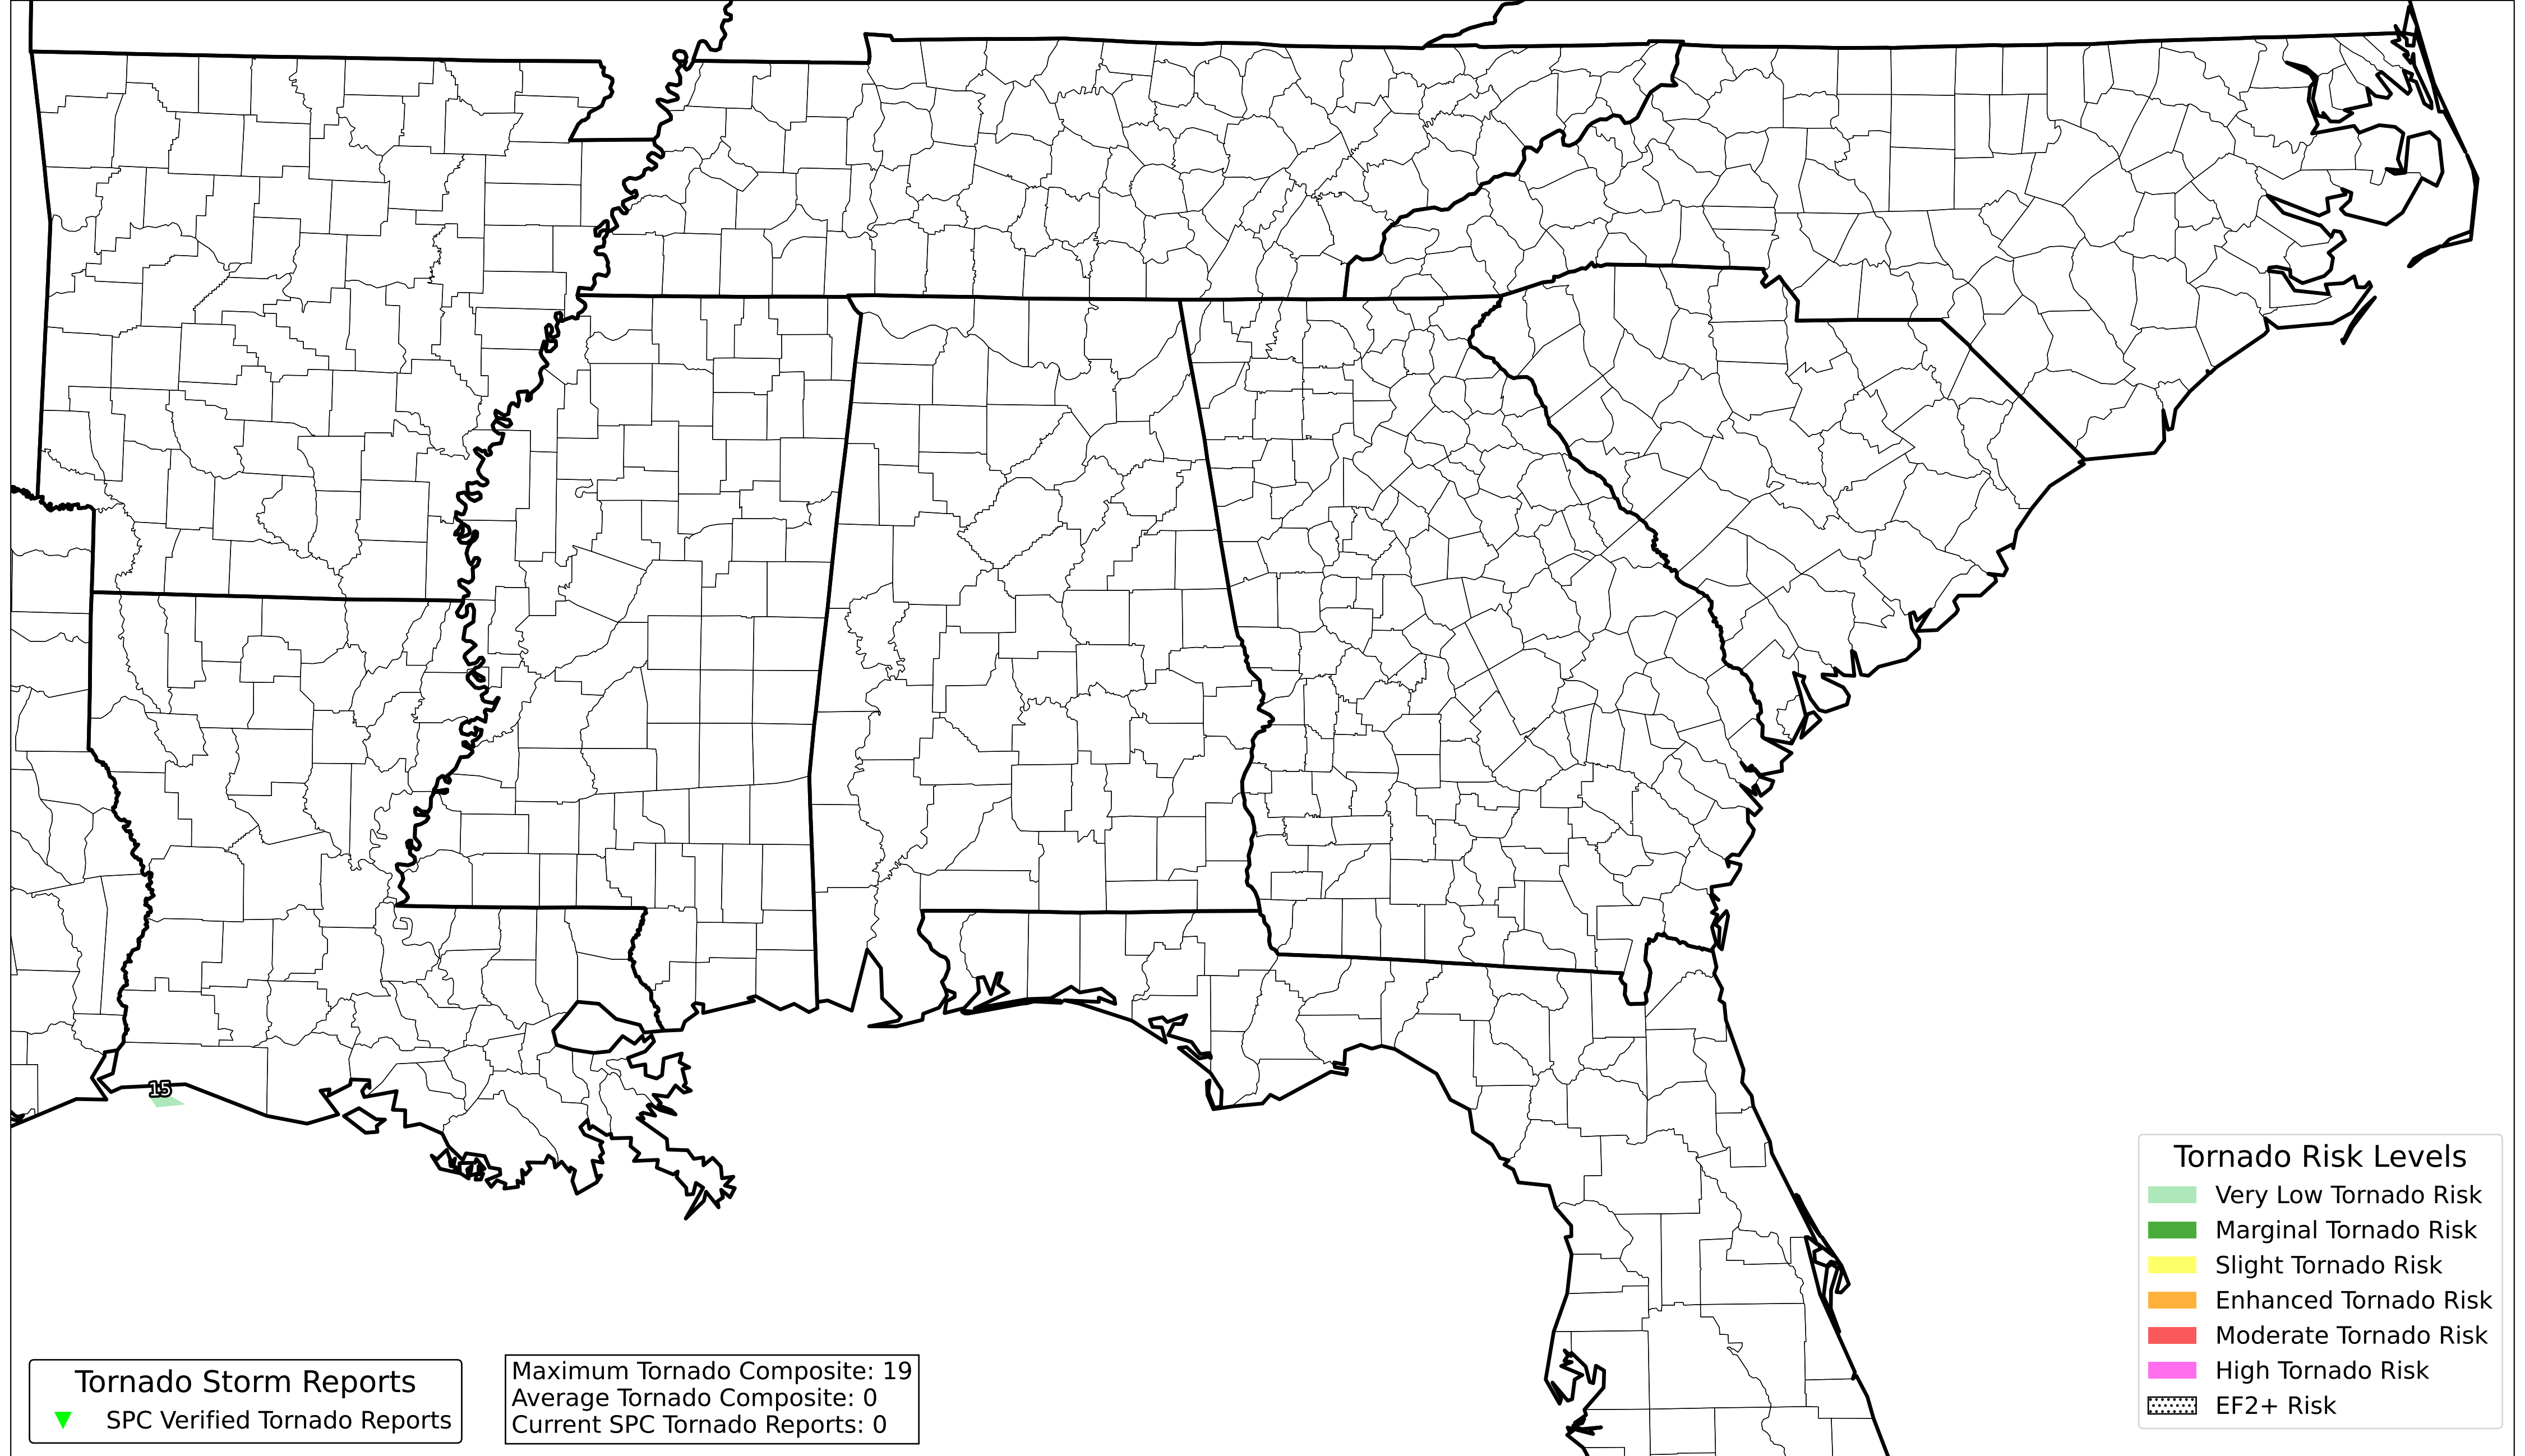 15
Tornado Risk Levels
Very Low Tornado Risk
Marginal Tornado Risk
Slight Tornado Risk
Enhanced Tornado Risk
Moderate Tornado Risk
High Tornado Risk
EF2+ Risk
Tornado Storm Reports
SPC Verified Tornado Reports
Maximum Tornado Composite: 19
Average Tornado Composite: 0
Current SPC Tornado Reports: 0